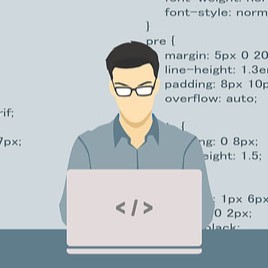 font-style: norm
}
pre {
margin: 5px 0 20
line-height: 1.3e
padding: 8px 10p
overflow: auto;
rif;
{
7px;
ng: 0 8px;
eight: 1.5;
</>
1px 6px
0 2px;
black;